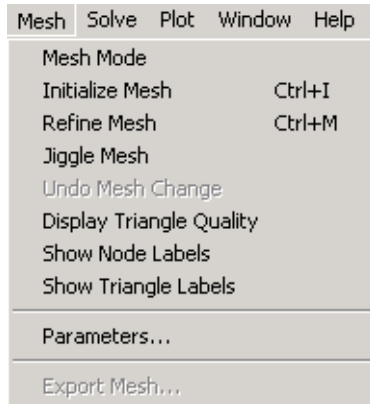 Mesh Solve Plot Window Help
Mesh Mode
Initialize Mesh Ctrl+I
Refine Mesh Ctrl+M
Jiggle Mesh
Undo Mesh Change
Display Triangle Quality
Show Node Labels
Show Triangle Labels
Parameters...
Export Mesh...